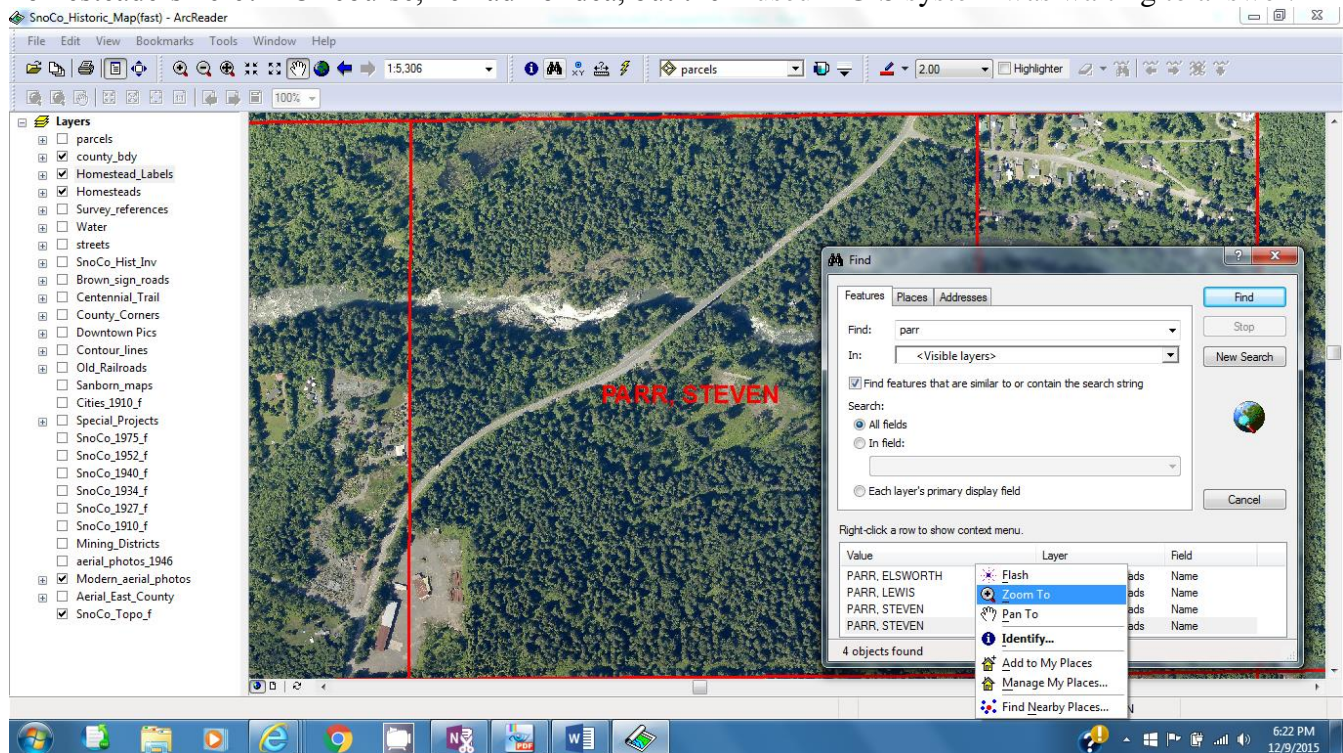 SnoCo_Historic_Map(fast) - ArcReader
File Edit View Bookmarks Tools Window Help
1:5,306
parcels
2.00
Highlighter
100%
Layers
parcels
county_bdy
Homestead_Labels
Homesteads
Survey_references
Water
streets
SnoCo_Hist_Inv
Brown_sign_roads
Centennial_Trail
County_Corners
Downtown Pics
Contour_lines
Old_Railroads
Sanborn_maps
Cities_1910_f
Special_Projects
SnoCo_1975_f
SnoCo_1952_f
SnoCo_1940_f
SnoCo_1934_f
SnoCo_1927_f
SnoCo_1910_f
Mining_Districts
aerial_photos_1946
Modern_aerial_photos
Aerial_East_County
SnoCo_Topo_f
PARR, STEVEN
Find
Features Places Addresses
Find
Find: parr
Stop
In: <Visible layers>
New Search
Find features that are similar to or contain the search string
Search:
All fields
In field:
Each layer's primary display field
Cancel
Right-click a row to show context menu.
Value Layer Field
PARR, ELSWORTH ads Name
PARR, LEWIS ads Name
PARR, STEVEN ads Name
PARR, STEVEN ads Name
4 objects found
Flash
Zoom To
Pan To
Identify...
Add to My Places
Manage My Places...
Find Nearby Places...
6:22 PM
12/9/2015